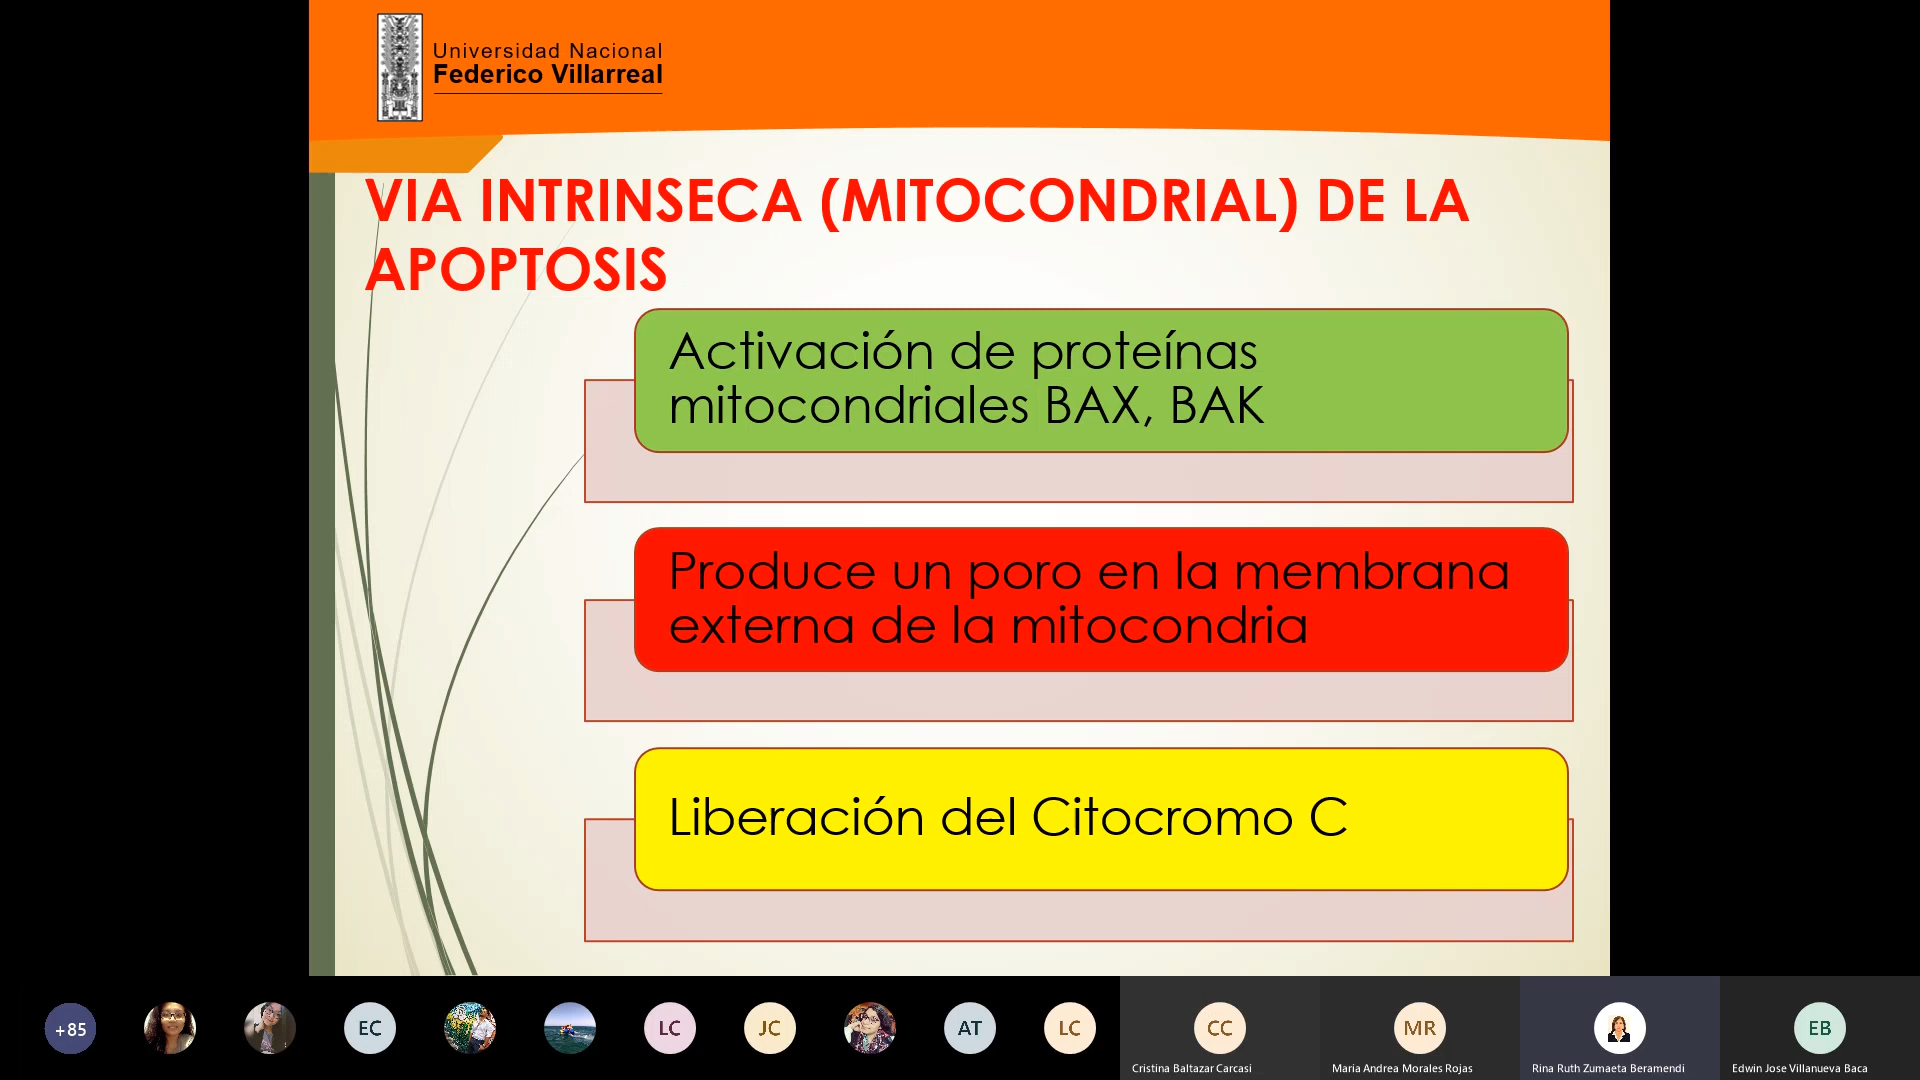 Universidad Nacional
Federico Villarreal
VIA INTRINSECA (MITOCONDRIAL) DE LA
APOPTOSIS
Activación de proteínas
mitocondriales BAX, BAK
Produce un poro en la membrana
externa de la mitocondria
Liberación del Citocromo C
+85
EC
LC
JC
AT
LC
CC
MR
EB
Cristina Baltazar Carcasi
Maria Andrea Morales Rojas
Rina Ruth Zumaeta Beramendi
Edwin Jose Villanueva Baca